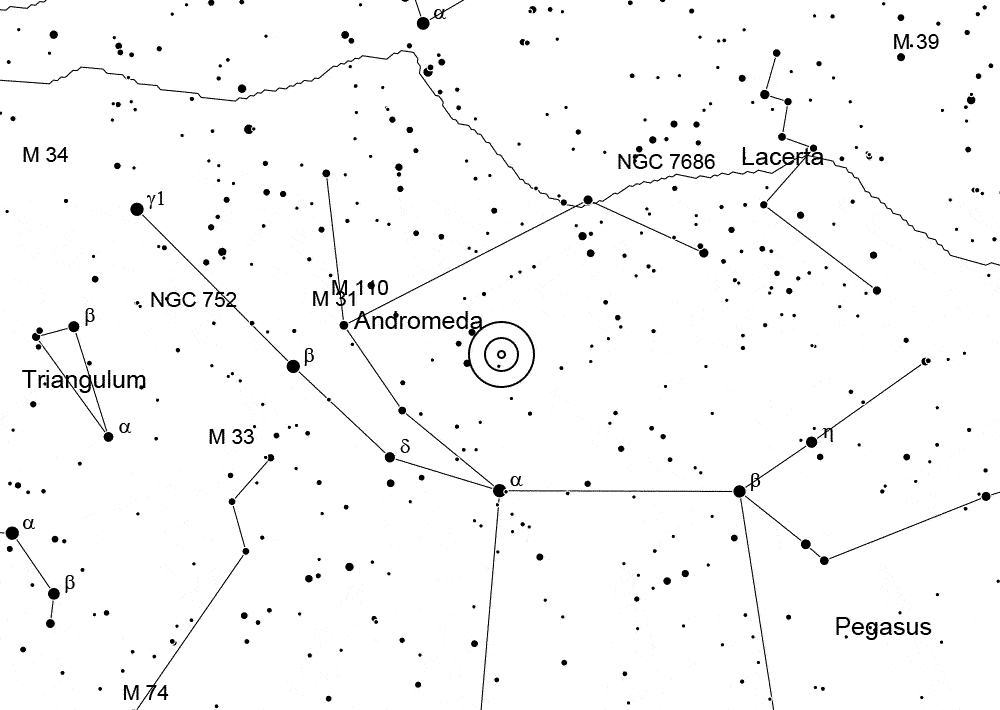 α
M 39
M 34
NGC 7686
Lacerta
γ1
M 110
M 31
NGC 752
Andromeda
β
β
Triangulum
α
M 33
δ
η
α
β
α
β
Pegasus
M 74